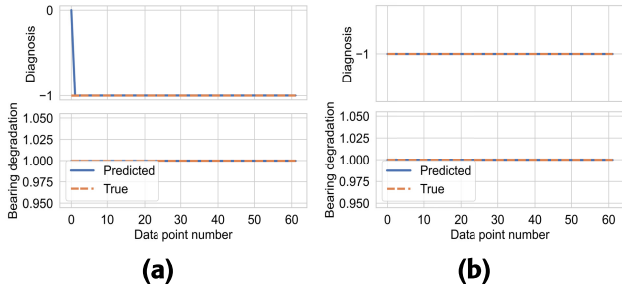 0
−1
Diagnosis
1.050
1.025
1.000
0.975
0.950
Bearing degradation
Predicted
True
0 10 20 30 40 50 60
Data point number
(a)
−1
Diagnosis
1.050
1.025
1.000
0.975
0.950
Bearing degradation
Predicted
True
0 10 20 30 40 50 60
Data point number
(b)